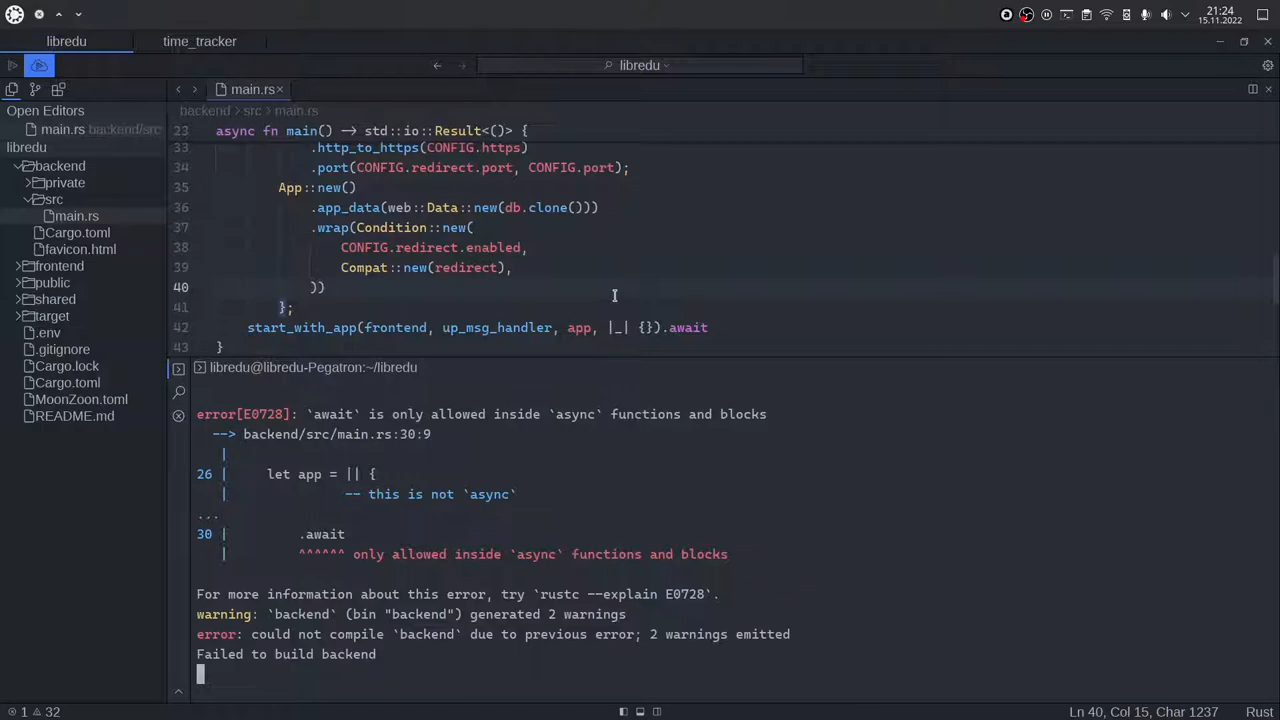 21:24
15.11.2022
libredu
time_tracker
libredu
main.rs×
Open Editors
main.rs backend/src
libredu
backend
private
src
main.rs
Cargo.toml
favicon.html
frontend
public
shared
target
.env
.gitignore
Cargo.lock
Cargo.toml
MoonZoon.toml
README.md
backend › src › main.rs
23 async fn main() -> std::io::Result<()> {
33 .http_to_https(CONFIG.https)
34 .port(CONFIG.redirect.port, CONFIG.port);
35 App::new()
36 .app_data(web::Data::new(db.clone()))
37 .wrap(Condition::new(
38 CONFIG.redirect.enabled,
39 Compat::new(redirect),
40 ))
41 };
42 start_with_app(frontend, up_msg_handler, app, |_| {}).await
43 }
libredu@libredu-Pegatron:~/libredu
error[E0728]: `await` is only allowed inside `async` functions and blocks
--> backend/src/main.rs:30:9
|
26 | let app = || {
| -- this is not `async`
...
30 | .await
| ^^^^^^ only allowed inside `async` functions and blocks
For more information about this error, try `rustc --explain E0728`.
warning: `backend` (bin "backend") generated 2 warnings
error: could not compile `backend` due to previous error; 2 warnings emitted
Failed to build backend
1 32
Ln 40, Col 15, Char 1237
Rust